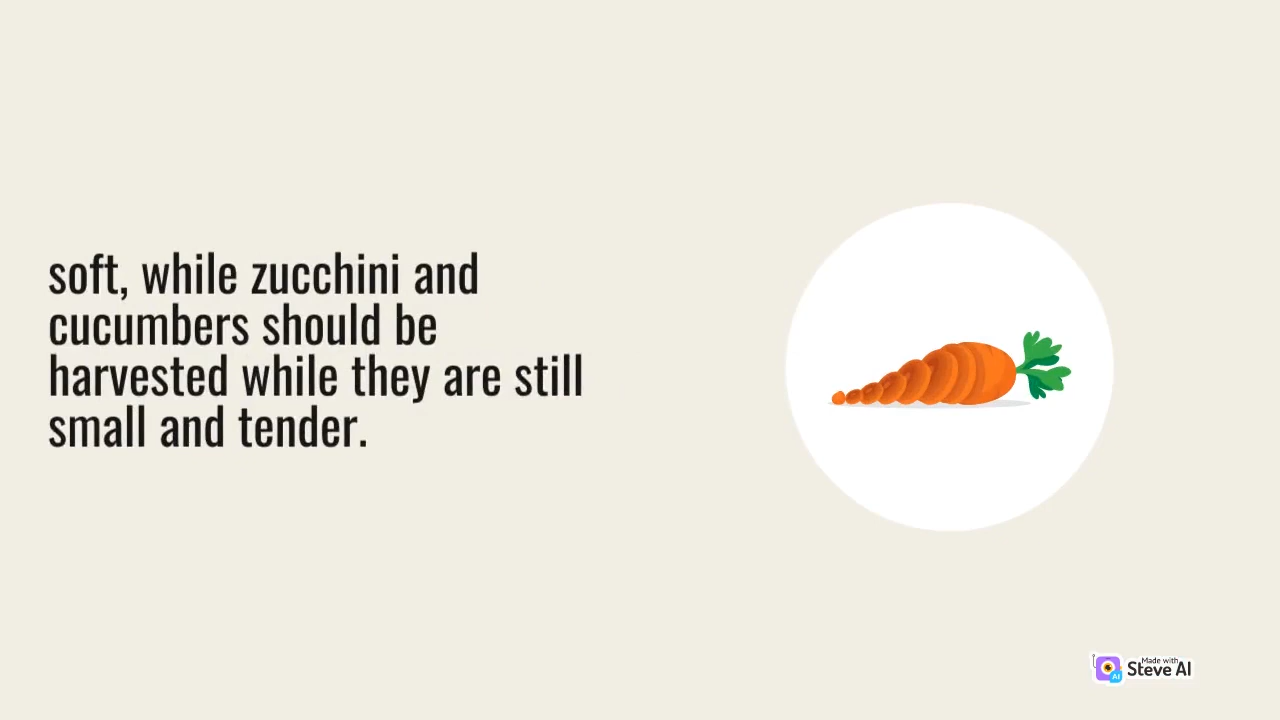 soft, while zucchini and
cucumbers should be
harvested while they are still
small and tender.
Made with
Steve AI
AI